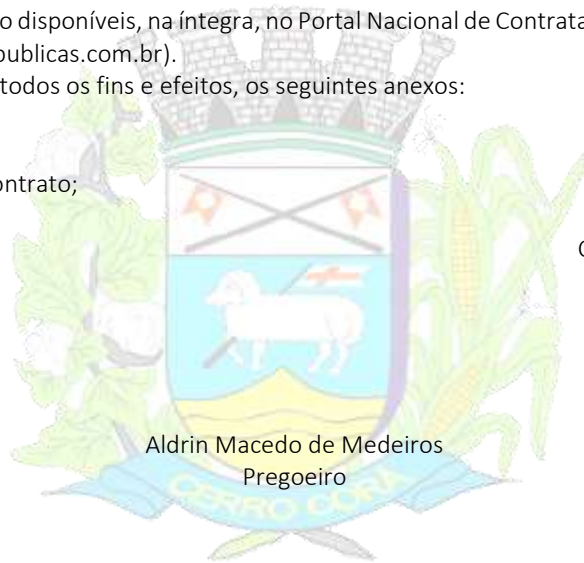 o disponíveis, na íntegra, no Portal Nacional de Contrata
publicas.com.br).
todos os fins e efeitos, os seguintes anexos:
ontrato;
Aldrin Macedo de Medeiros
Pregoeiro
CERRO CORÁ